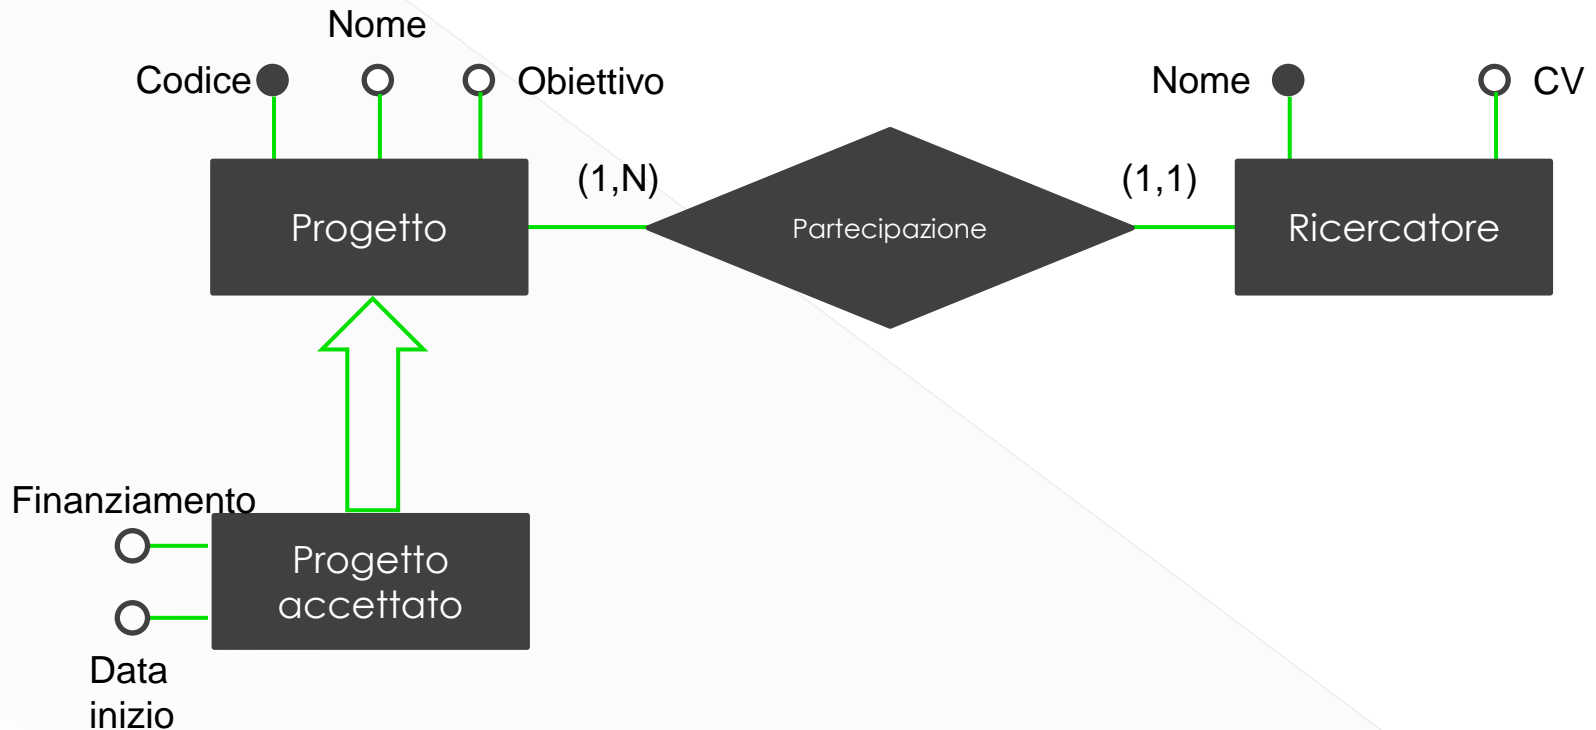 Nome
Codice
Obiettivo
Nome
CV
(1,N)
(1,1)
Progetto
Partecipazione
Ricercatore
Finanziamento
Progetto
accettato
Data
inizio